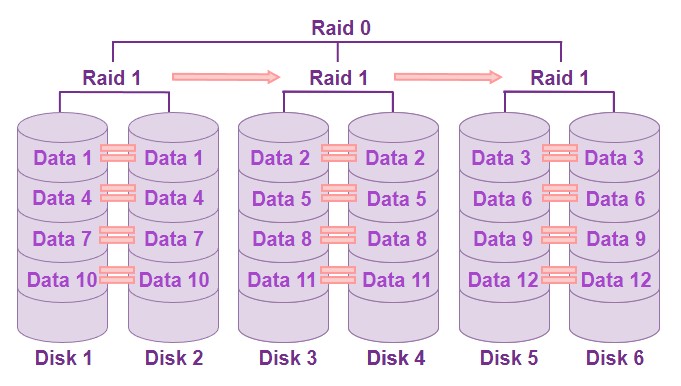 Raid 0
Raid 1 Raid 1 Raid 1
Data 1 Data 1 Data 2 Data 2 Data 3 Data 3
Data 4 Data 4 Data 5 Data 5 Data 6 Data 6
Data 7 Data 7 Data 8 Data 8 Data 9 Data 9
Data 10 Data 10 Data 11 Data 11 Data 12 Data 12
Disk 1 Disk 2 Disk 3 Disk 4 Disk 5 Disk 6